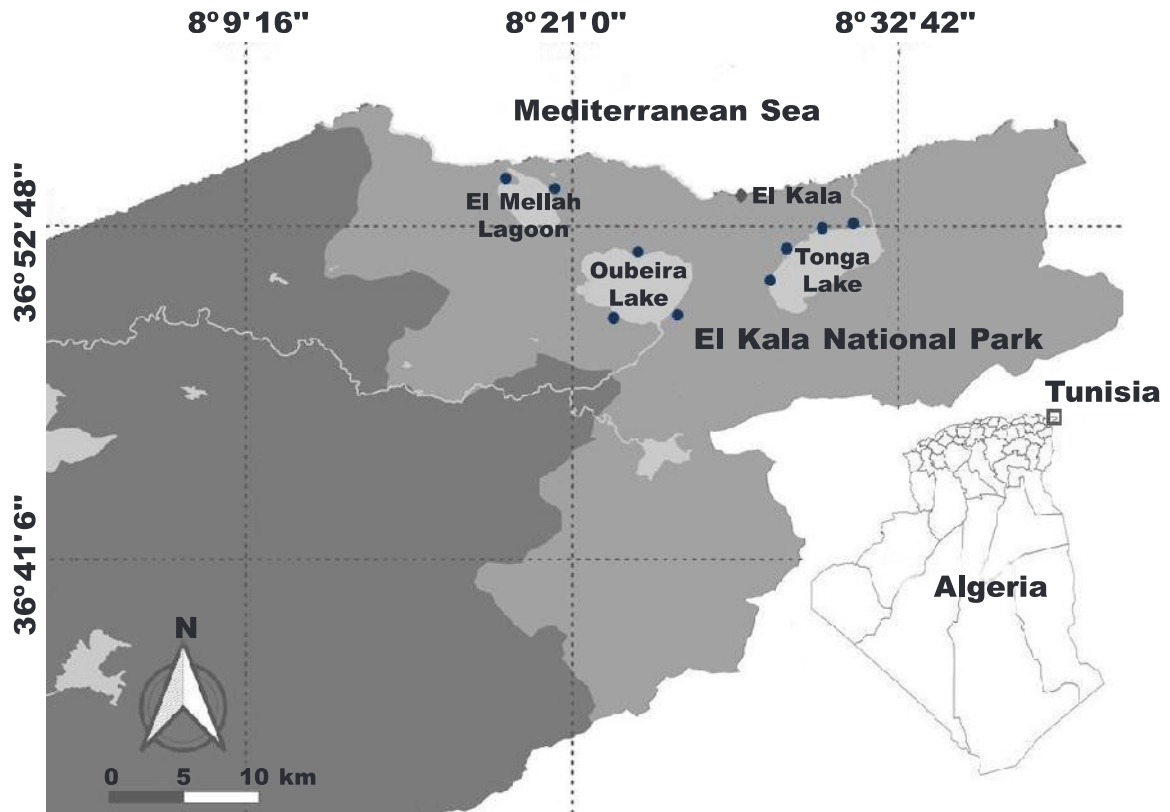 8°9'16" 8°21'0" 8°32'42"
Mediterranean Sea
36°52'48"
El Mellah
Lagoon
El Kala
Oubeira
Lake
Tonga
Lake
El Kala National Park
Tunisia
36°41'6"
Algeria
N
0 5 10 km